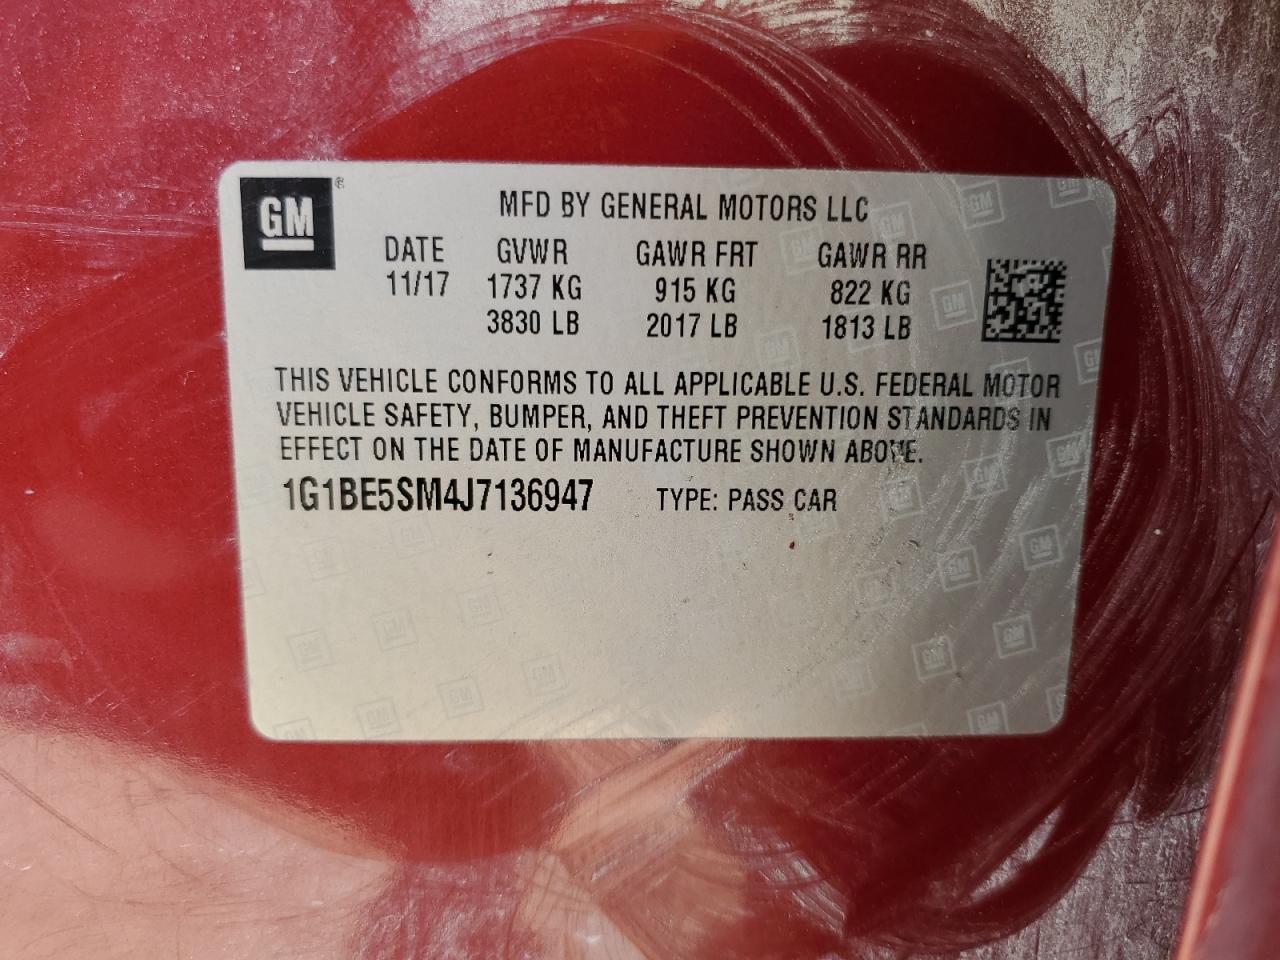 GM ®
MFD BY GENERAL MOTORS LLC
DATE GVWR GAWR FRT GAWR RR
11/17 1737 KG 915 KG 822 KG
3830 LB 2017 LB 1813 LB
THIS VEHICLE CONFORMS TO ALL APPLICABLE U.S. FEDERAL MOTOR
VEHICLE SAFETY, BUMPER, AND THEFT PREVENTION STANDARDS IN
EFFECT ON THE DATE OF MANUFACTURE SHOWN ABOVE.
1G1BE5SM4J7136947 TYPE: PASS CAR